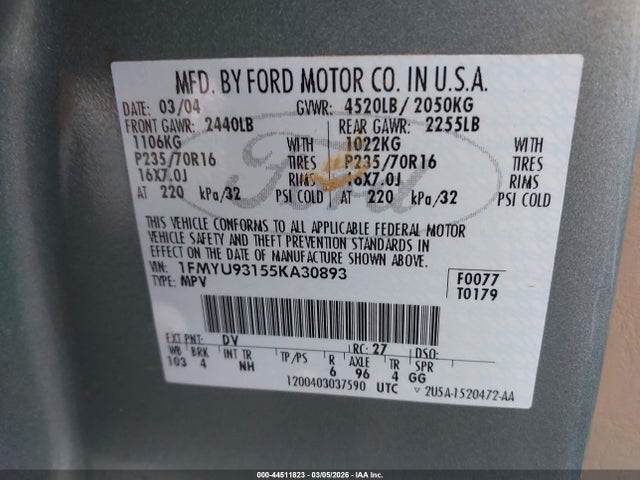 MFD. BY FORD MOTOR CO. IN U.S.A.
DATE: 03/04 GVWR: 4520LB/ 2050KG
FRONT GAWR: 2440LB REAR GAWR: 2255LB
1106KG WITH 1022KG WITH
P235/70R16 TIRES P235/70R16 TIRES
16X7.0J RIMS 16X7.0J RIMS
AT 220 kPa/32 PSI COLD AT 220 kPa/32 PSI COLD
Ford
THIS VEHICLE CONFORMS TO ALL APPLICABLE FEDERAL MOTOR
VEHICLE SAFETY AND THEFT PREVENTION STANDARDS IN
EFFECT ON THE DATE OF MANUFACTURE SHOWN ABOVE.
VIN: 1FMYU93155KA30893
TYPE: MPV
F0077
T0179
EXT PNT: DV RC: 27 DSO:
WB BRK INT TR TP/PS R AXLE TR SPR
103 4 NH 6 96 4 GG
1200403037590 UTC ▽ 2U5A-1520472-AA
000-44511823 - 03/05/2026 - IAA Inc.